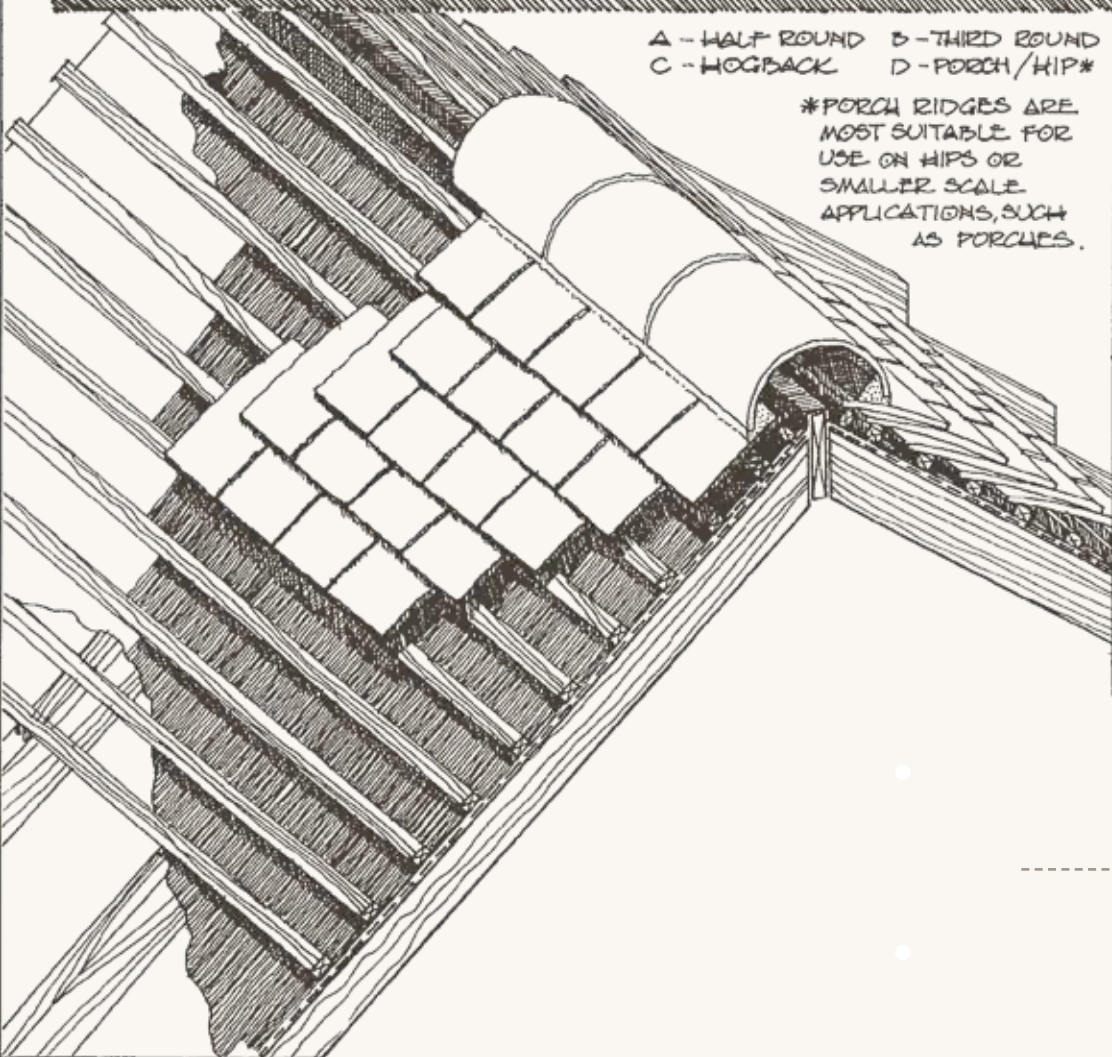 A - HALF ROUND B - THIRD ROUND
C - HOGBACK D - PORCH/HIP*
*PORCH RIDGES ARE
MOST SUITABLE FOR
USE ON HIPS OR
SMALLER SCALE
APPLICATIONS, SUCH
AS PORCHES.